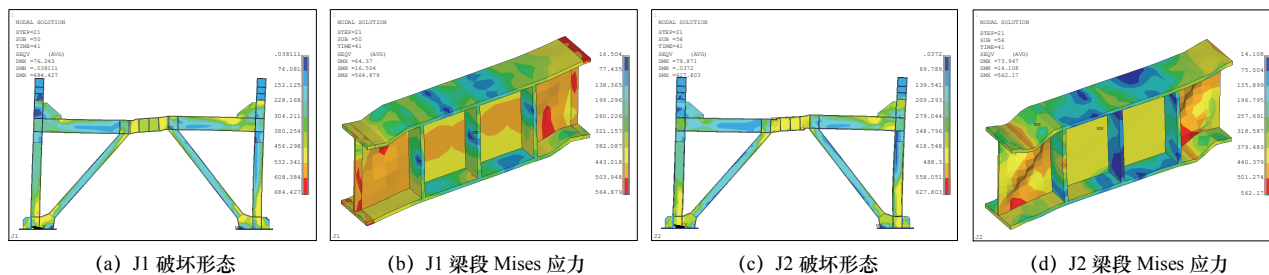 1
NODAL SOLUTION
STEP=21
SUB =50
TIME=41
SEQV (AVG)
DMX =76.243
SMN =.038111
SMX =684.427
.038111
76.081
152.125
228.168
304.211
380.254
456.298
532.341
608.384
684.427
J1
1
NODAL SOLUTION
STEP=21
SUB =50
TIME=41
SEQV (AVG)
DMX =64.37
SMN =16.504
SMX =564.879
16.504
77.435
138.365
199.296
260.226
321.157
382.087
443.018
503.948
564.879
J1
1
NODAL SOLUTION
STEP=21
SUB =56
TIME=41
SEQV (AVG)
DMX =79.871
SMN =.0372
SMX =627.803
.0372
69.789
139.541
209.293
279.044
348.796
418.548
488.3
558.051
627.803
J2
1
NODAL SOLUTION
STEP=21
SUB =56
TIME=41
SEQV (AVG)
DMX =73.947
SMN =14.108
SMX =562.17
MX
MN
14.108
75.004
135.899
196.795
257.691
318.587
379.483
440.379
501.274
562.17
J2
(a) J1 破坏形态
(b) J1 梁段 Mises 应力
(c) J2 破坏形态
(d) J2 梁段 Mises 应力